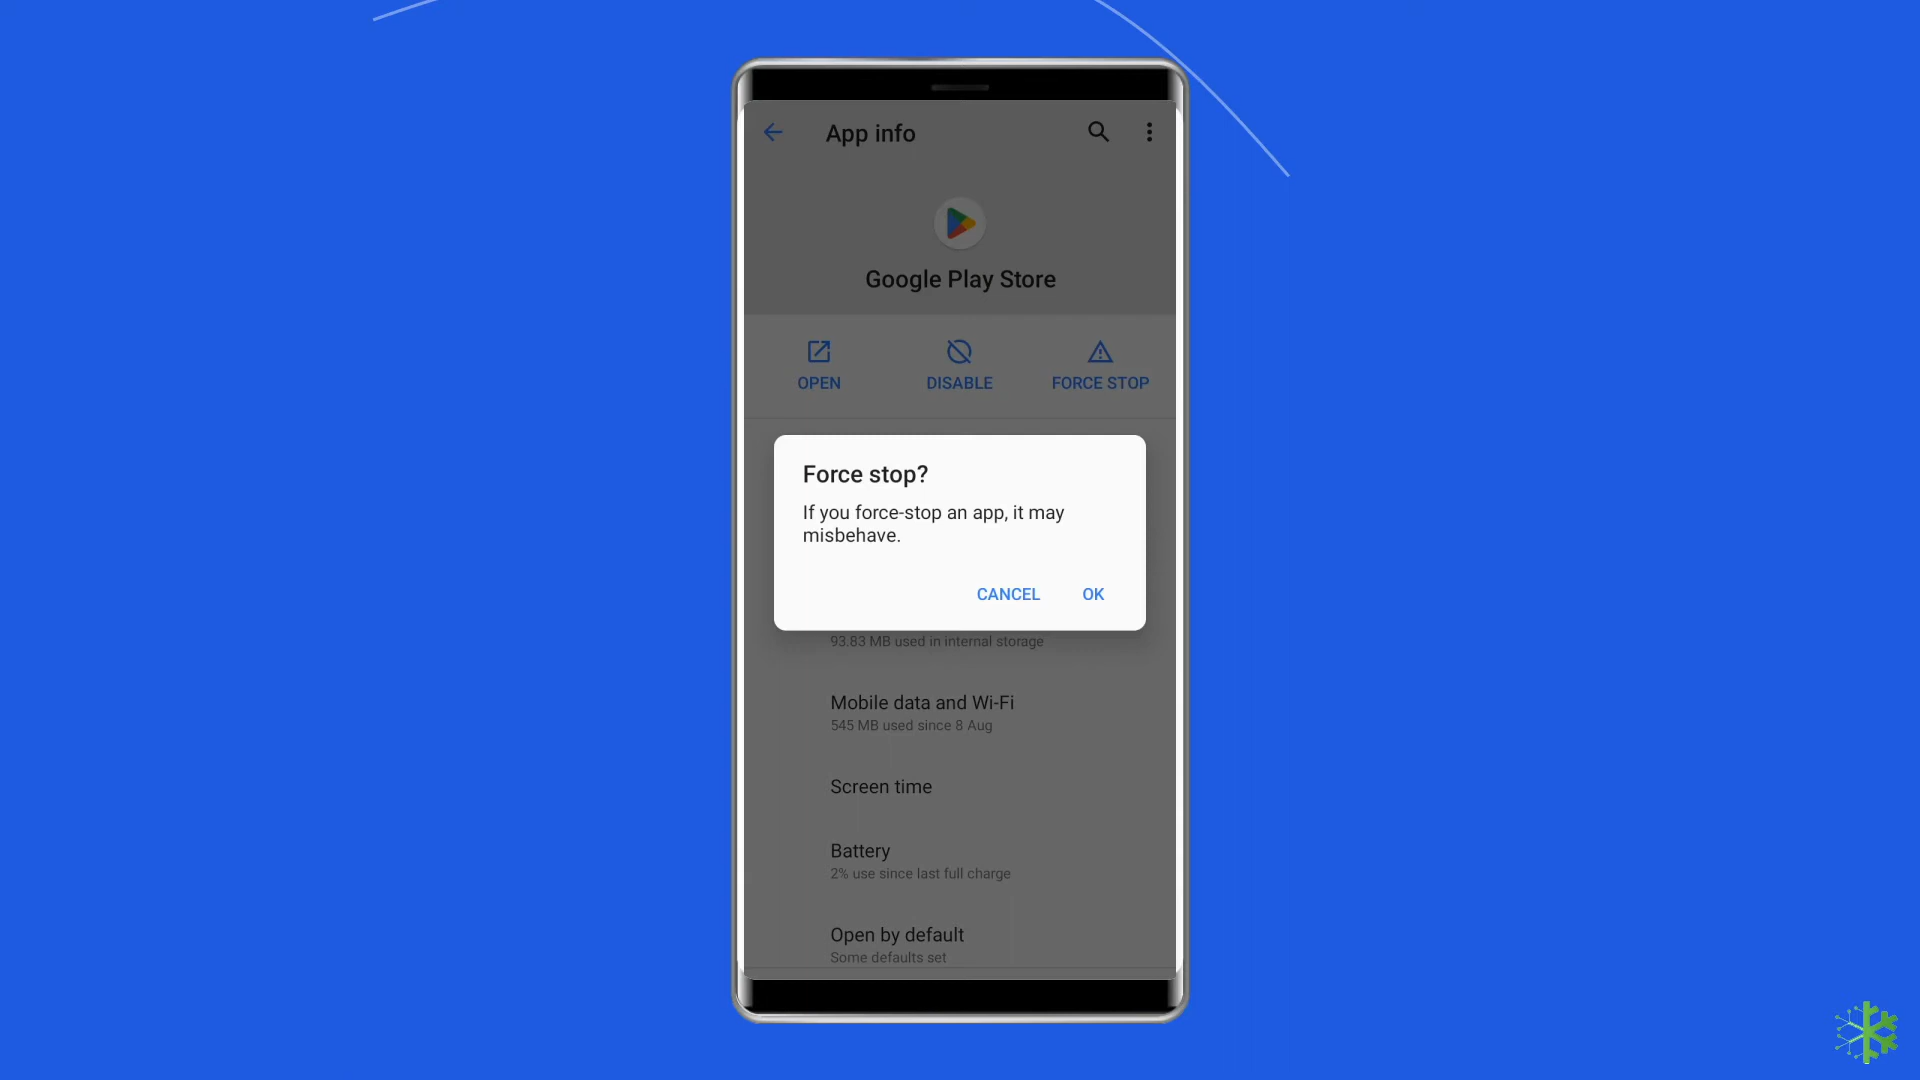 App info
Google Play Store
OPEN DISABLE FORCE STOP
Force stop?
If you force-stop an app, it may
misbehave.
CANCEL OK
93.83 MB used in internal storage
Mobile data and Wi-Fi
545 MB used since 8 Aug
Screen time
Battery
2% use since last full charge
Open by default
Some defaults set